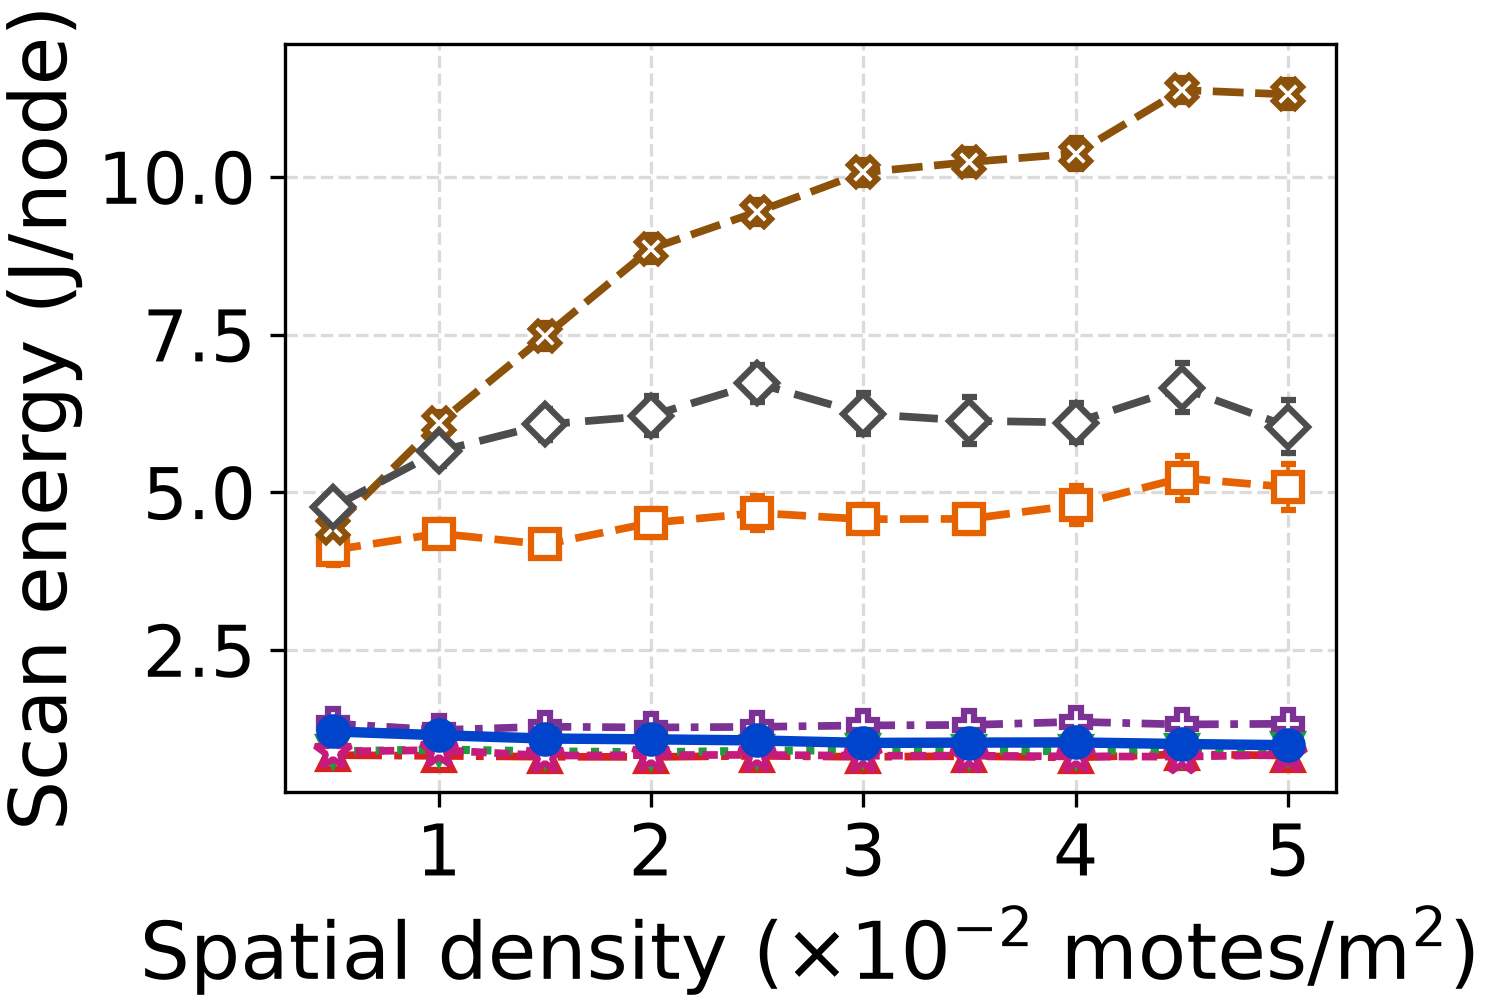 Scan energy (J/node)
10.0
7.5
5.0
2.5
1 2 3 4 5
Spatial density (×10⁻² motes/m²)